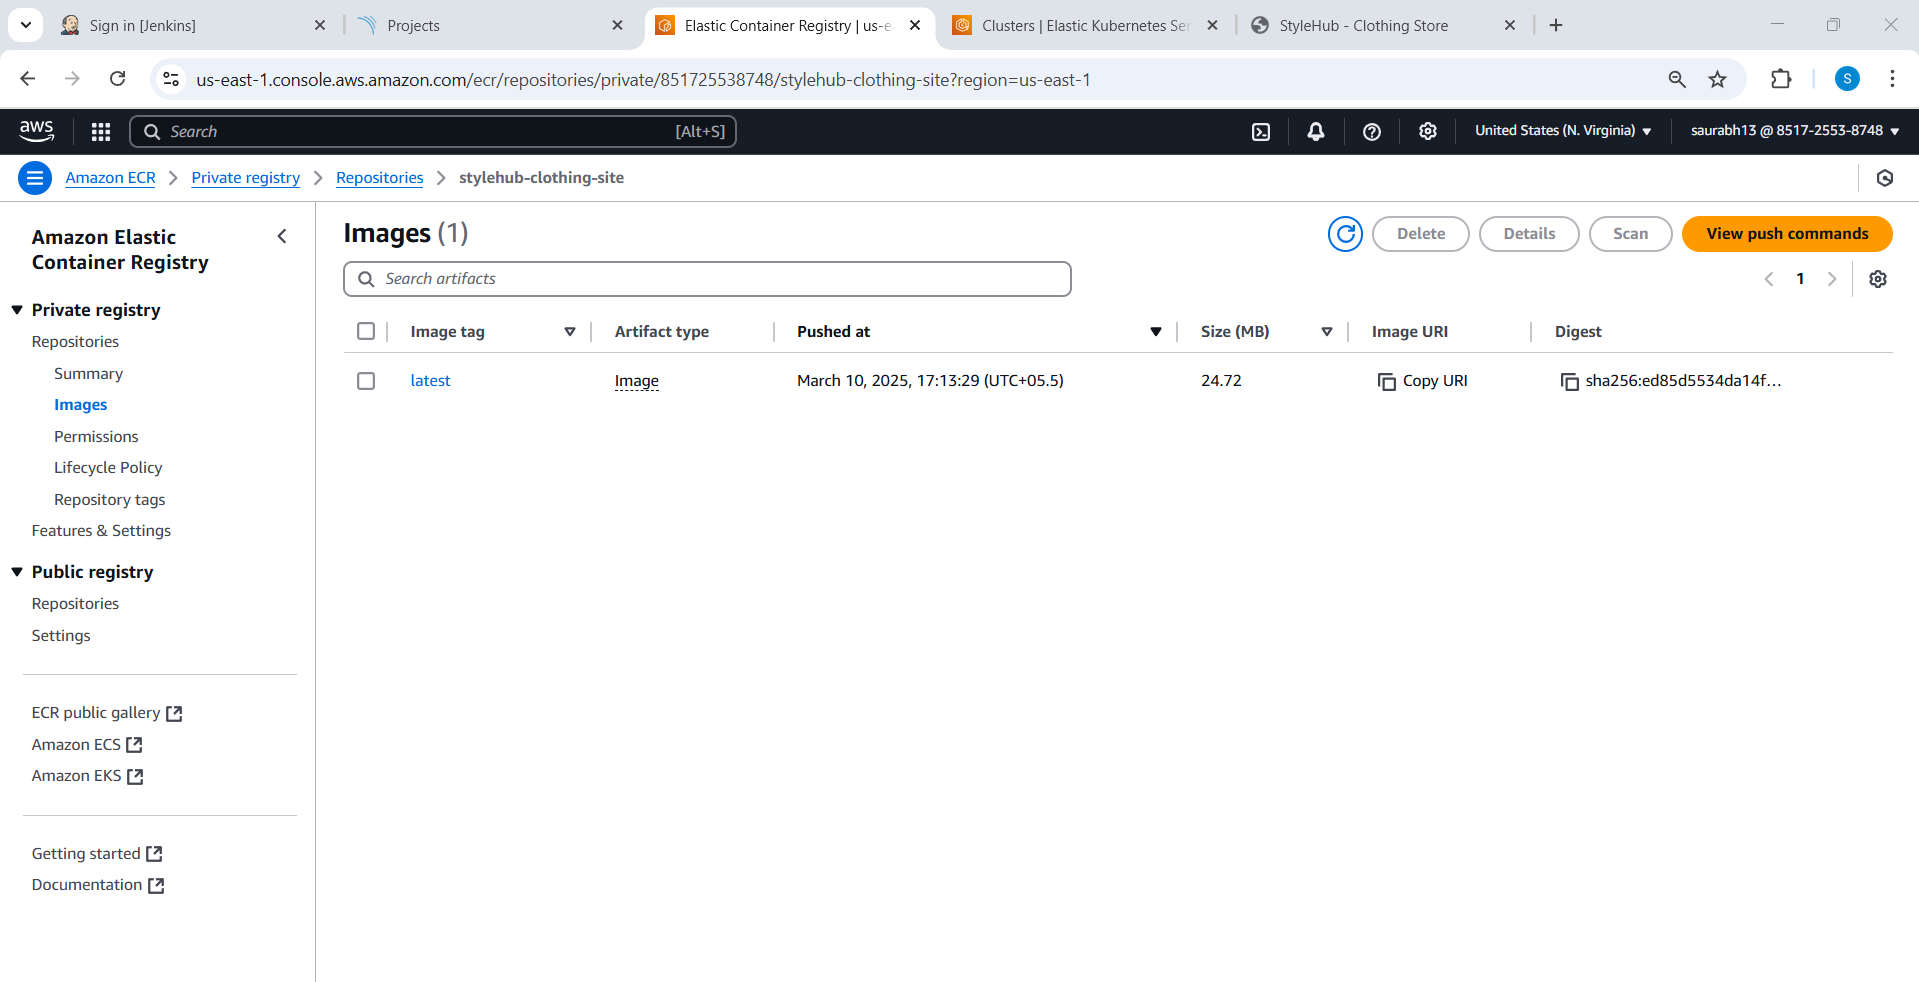 Sign in [Jenkins]
Projects
Elastic Container Registry | us-e
Clusters | Elastic Kubernetes Ser
StyleHub - Clothing Store
us-east-1.console.aws.amazon.com/ecr/repositories/private/851725538748/stylehub-clothing-site?region=us-east-1
S
aws
Search
[Alt+S]
United States (N. Virginia)
saurabh13 @ 8517-2553-8748
Amazon ECR
Private registry
Repositories
stylehub-clothing-site
Amazon Elastic
Container Registry
Private registry
Repositories
Summary
Images
Permissions
Lifecycle Policy
Repository tags
Features & Settings
Public registry
Repositories
Settings
ECR public gallery
Amazon ECS
Amazon EKS
Getting started
Documentation
Images (1)
Delete
Details
Scan
View push commands
Search artifacts
1
Image tag
Artifact type
Pushed at
Size (MB)
Image URI
Digest
latest
Image
March 10, 2025, 17:13:29 (UTC+05.5)
24.72
Copy URI
sha256:ed85d5534da14f...